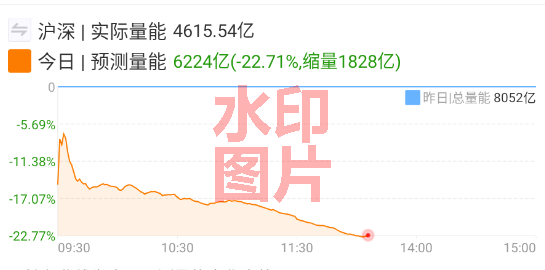 沪深 | 实际量能 4615.54亿
今日 | 预测量能 6224亿(-22.71%,缩量1828亿)
0
昨日|总量能 8052亿
-5.69%
-11.38%
-17.07%
-22.77%
09:30 10:30 11:30 14:00 15:00
水印
图片